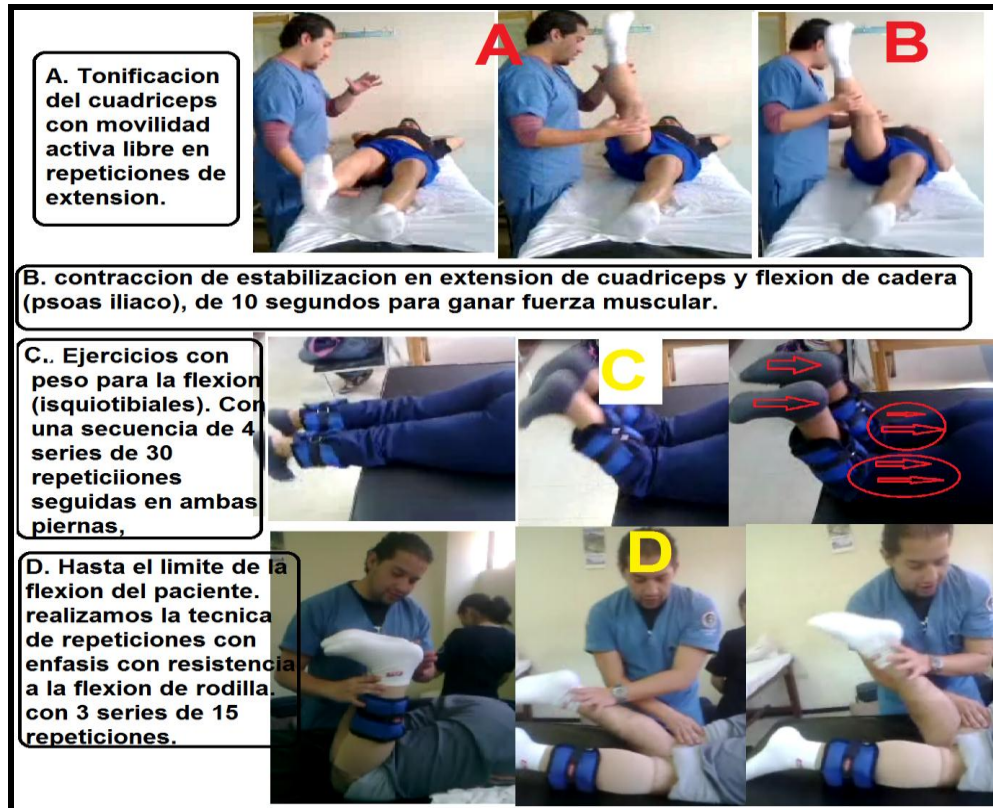 A. Tonificacion
del cuadriceps
con movilidad
activa libre en
repeticiones de
extension.
A
B
B. contraccion de estabilizacion en extension de cuadriceps y flexion de cadera
(psoas iliaco), de 10 segundos para ganar fuerza muscular.
C.. Ejercicios con
peso para la flexion
(isquiotibiales). Con
una secuencia de 4
series de 30
repeticiiones
seguidas en ambas
piernas,
C
D. Hasta el limite de la
flexion del paciente.
realizamos la tecnica
de repeticiones con
enfasis con resistencia
a la flexion de rodilla.
con 3 series de 15
repeticiones.
D